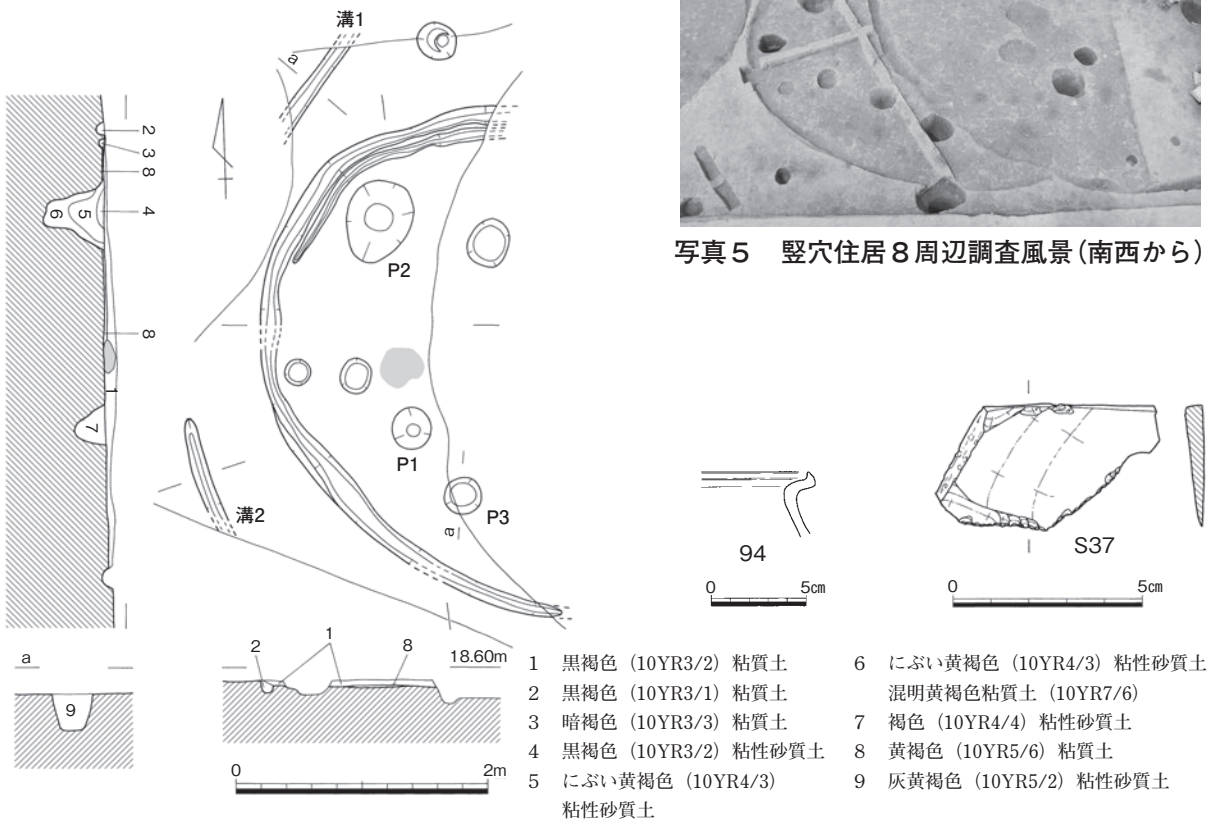 溝1
a
2
3
8
4
5
6
P2
8
1
7
P1
P3
a
溝2
写真5 竪穴住居8周辺調査風景(南西から)
94
0 5㎝
S37
0 5㎝
a
9
2 1 8
18.60m
0 2m
1 黒褐色 (10YR3/2) 粘質土
2 黒褐色 (10YR3/1) 粘質土
3 暗褐色 (10YR3/3) 粘質土
4 黒褐色 (10YR3/2) 粘性砂質土
5 にぶい黄褐色 (10YR4/3)
粘性砂質土
6 にぶい黄褐色 (10YR4/3) 粘性砂質土
混明黄褐色粘質土 (10YR7/6)
7 褐色 (10YR4/4) 粘性砂質土
8 黄褐色 (10YR5/6) 粘質土
9 灰黄褐色 (10YR5/2) 粘性砂質土